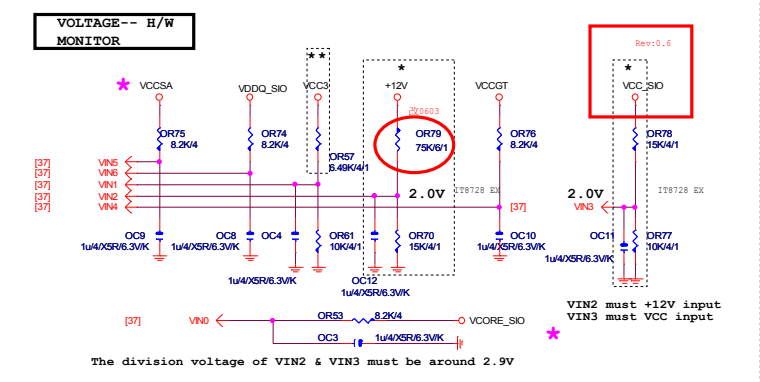 VOLTAGE-- H/W
MONITOR
Rev:0.6
* VCCSA
VDDQ_SIO
** VCC3
* +12V
VCCGT
* VCC_SIO
OR75
8.2K/4
OR74
8.2K/4
OR57
6.49K/4/1
OR79
75K/6/1
OR76
8.2K/4
OR78
15K/4/1
[37] VIN5
[37] VIN6
[37] VIN1
[37] VIN2
[37] VIN4
2.0V
IT8728 EX
[37]
2.0V
VIN3
IT8728 EX
OC9
1u/4/X5R/6.3V/K
OC8
1u/4/X5R/6.3V/K
OC4
1u/4/X5R/6.3V/K
OR61
10K/4/1
OC12
1u/4/X5R/6.3V/K
OR70
15K/4/1
OC10
1u/4/X5R/6.3V/K
OC11
1u/4/X5R/6.3V/K
OR77
10K/4/1
VIN2 must +12V input
VIN3 must VCC input
*
[37] VIN0
OR53 8.2K/4
VCORE_SIO
OC3 1u/4/X5R/6.3V/K
The division voltage of VIN2 & VIN3 must be around 2.9V